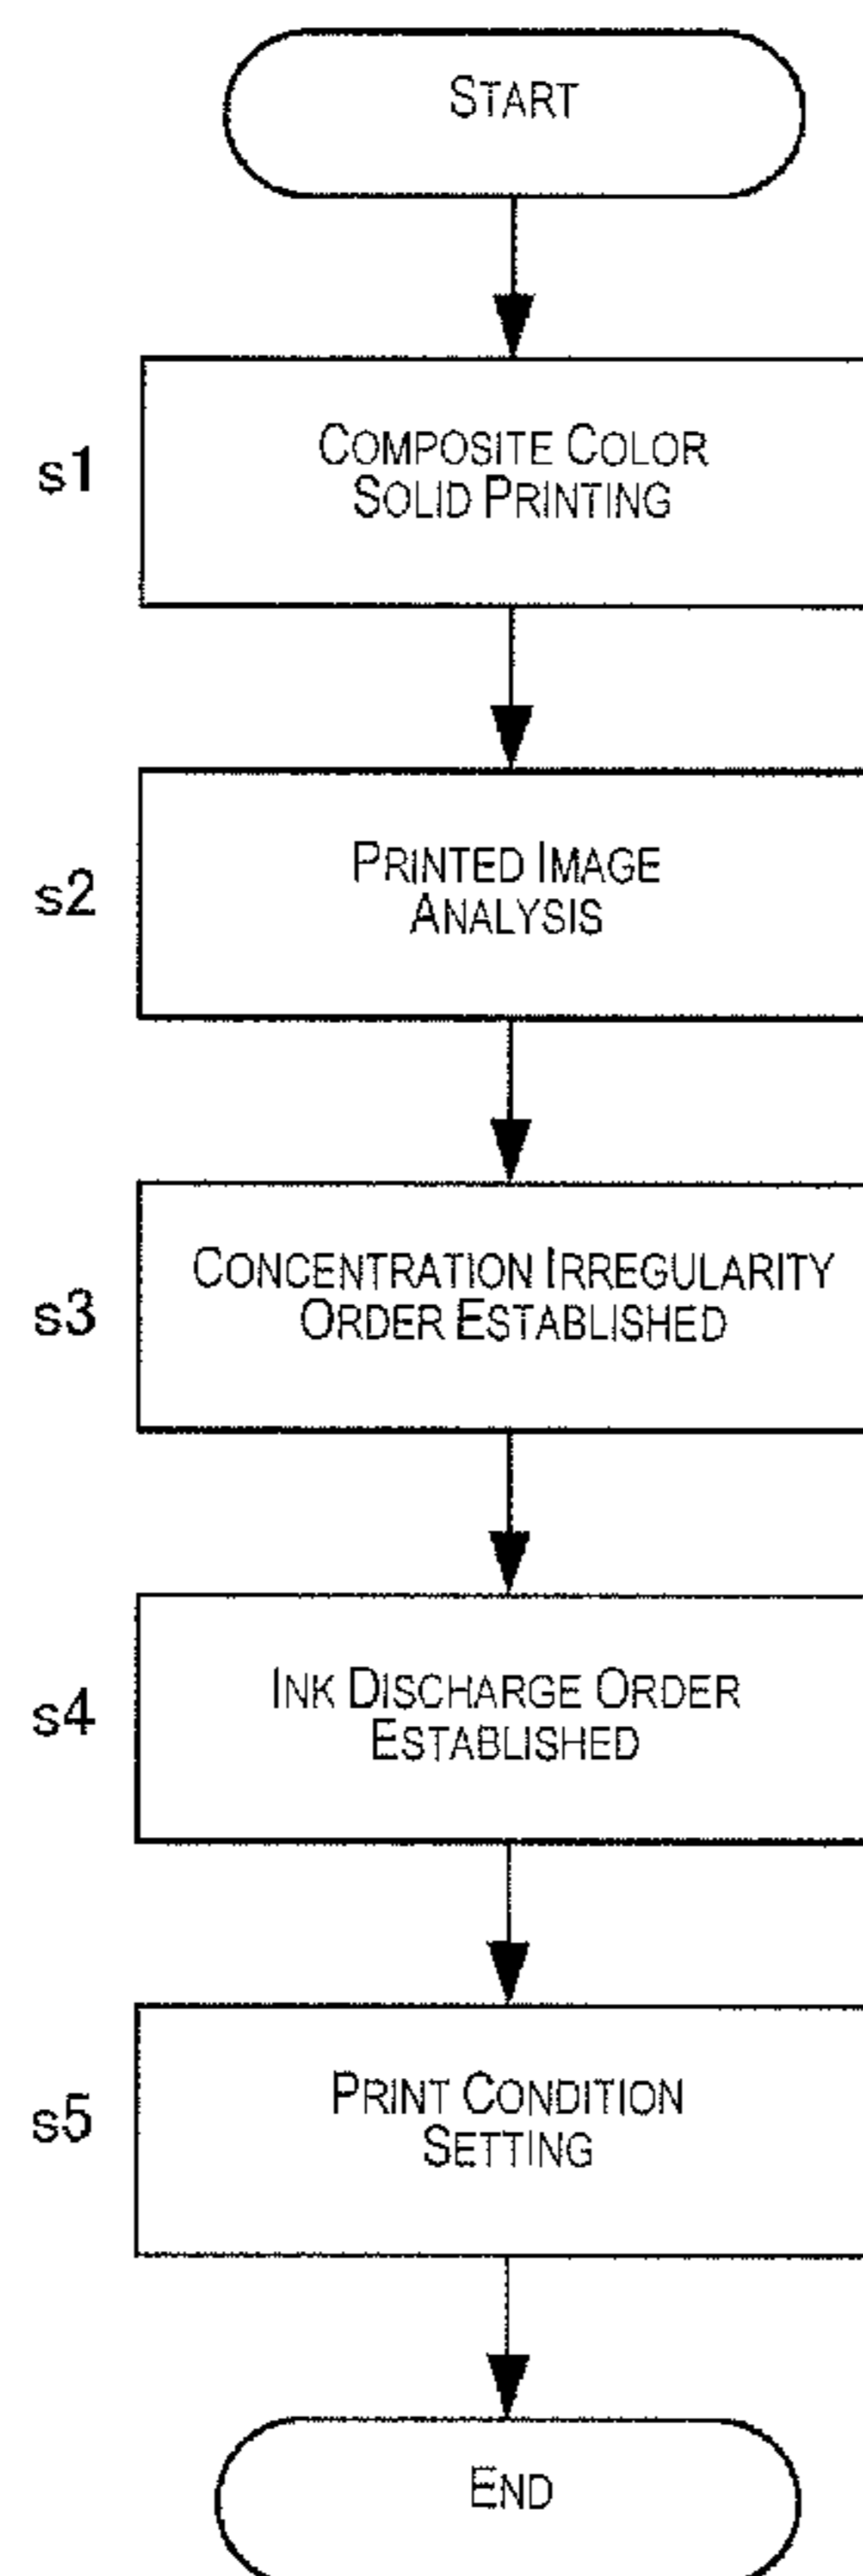 START
s1
COMPOSITE COLOR
SOLID PRINTING
s2
PRINTED IMAGE
ANALYSIS
s3
CONCENTRATION IRREGULARITY
ORDER ESTABLISHED
s4
INK DISCHARGE ORDER
ESTABLISHED
s5
PRINT CONDITION
SETTING
END